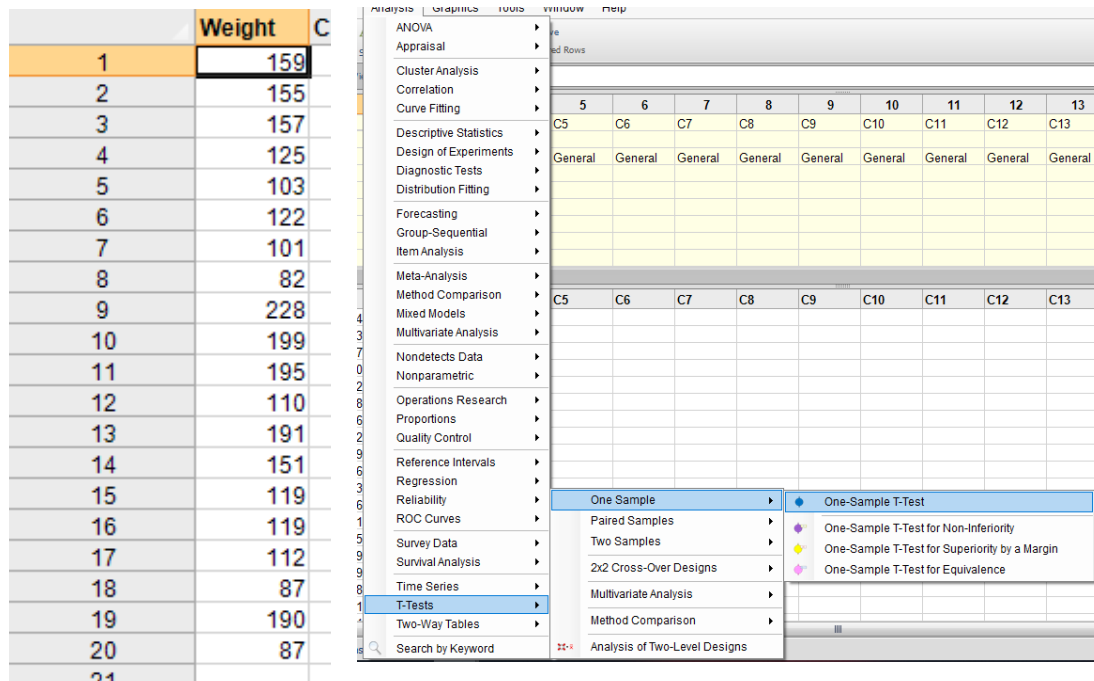 Weight C
1 159
2 155
3 157
4 125
5 103
6 122
7 101
8 82
9 228
10 199
11 195
12 110
13 191
14 151
15 119
16 119
17 112
18 87
19 190
20 87
21
Analysis Graphics Tools Window Help
ANOVA
Appraisal
Cluster Analysis
Correlation
Curve Fitting
Descriptive Statistics
Design of Experiments
Diagnostic Tests
Distribution Fitting
Forecasting
Group-Sequential
Item Analysis
Meta-Analysis
Method Comparison
Mixed Models
Multivariate Analysis
Nondetects Data
Nonparametric
Operations Research
Proportions
Quality Control
Reference Intervals
Regression
Reliability
ROC Curves
Survey Data
Survival Analysis
Time Series
T-Tests
Two-Way Tables
Search by Keyword
ed Rows
5 6 7 8 9 10 11 12 13
C5 C6 C7 C8 C9 C10 C11 C12 C13
General General General General General General General General General
C5 C6 C7 C8 C9 C10 C11 C12 C13
One Sample
Paired Samples
Two Samples
2x2 Cross-Over Designs
Multivariate Analysis
Method Comparison
Analysis of Two-Level Designs
One-Sample T-Test
One-Sample T-Test for Non-Inferiority
One-Sample T-Test for Superiority by a Margin
One-Sample T-Test for Equivalence